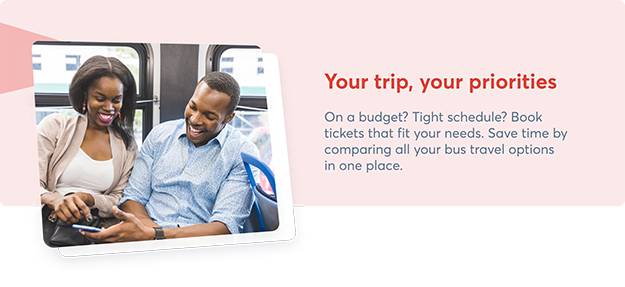 Your trip, your priorities
On a budget? Tight schedule? Book
tickets that fit your needs. Save time by
comparing all your bus travel options
in one place.